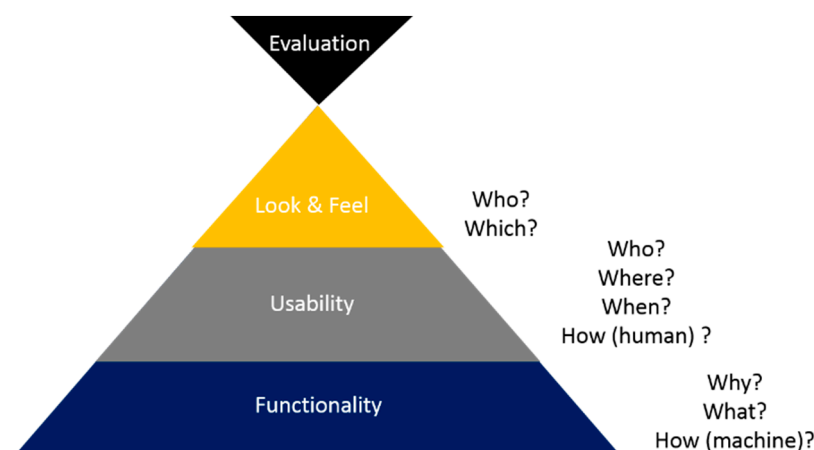 Evaluation
Look & Feel
Who?
Which?
Usability
Who?
Where?
When?
How (human) ?
Functionality
Why?
What?
How (machine)?